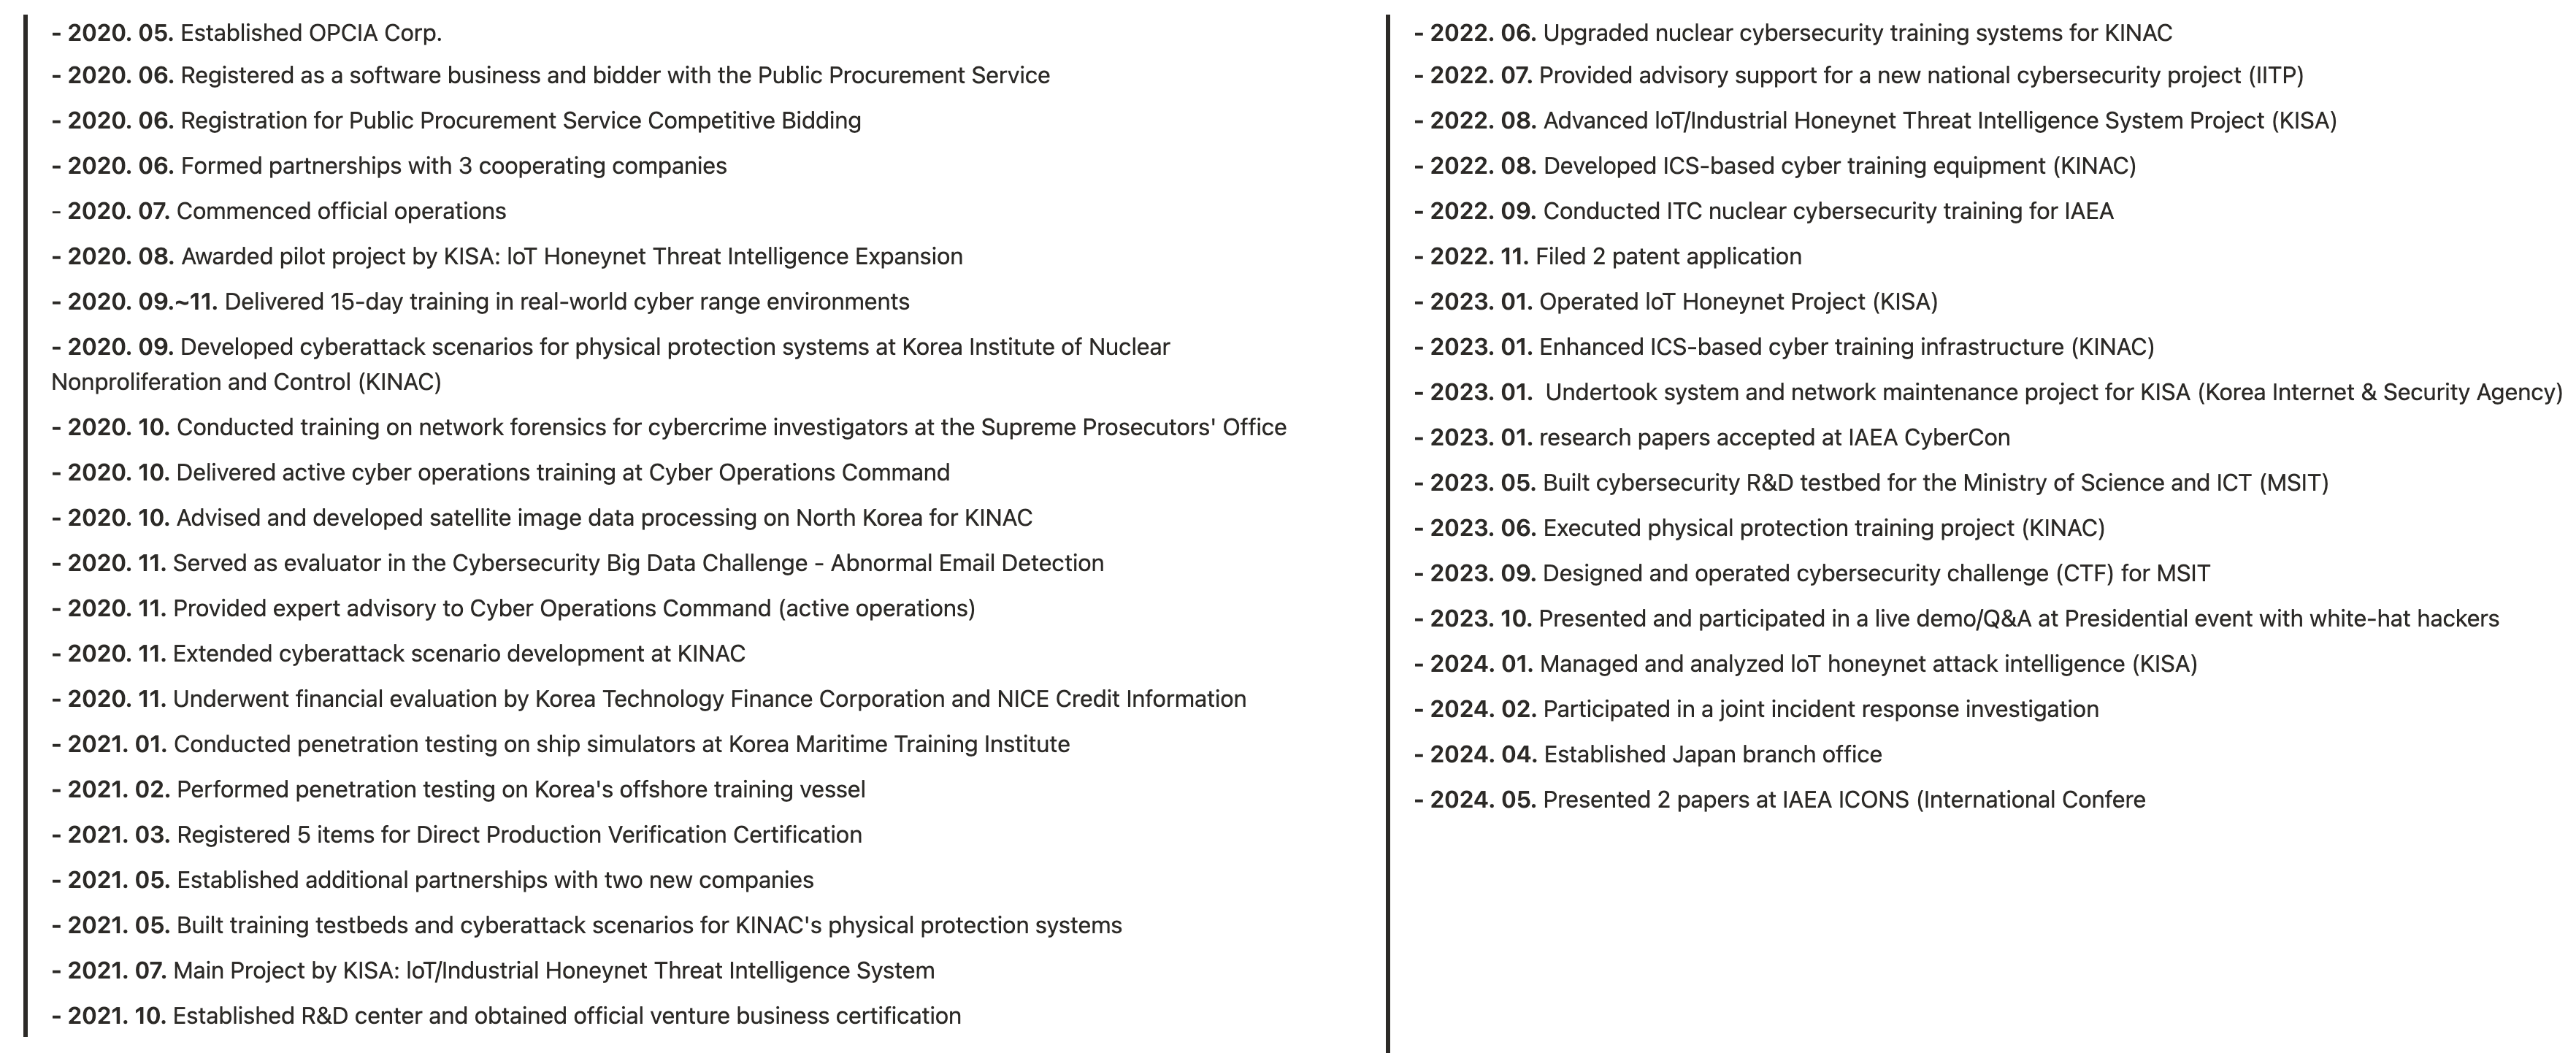 - 2020. 05. Established OPCIA Corp.
- 2020. 06. Registered as a software business and bidder with the Public Procurement Service
- 2020. 06. Registration for Public Procurement Service Competitive Bidding
- 2020. 06. Formed partnerships with 3 cooperating companies
- 2020. 07. Commenced official operations
- 2020. 08. Awarded pilot project by KISA: IoT Honeynet Threat Intelligence Expansion
- 2020. 09.~11. Delivered 15-day training in real-world cyber range environments
- 2020. 09. Developed cyberattack scenarios for physical protection systems at Korea Institute of Nuclear
Nonproliferation and Control (KINAC)
- 2020. 10. Conducted training on network forensics for cybercrime investigators at the Supreme Prosecutors' Office
- 2020. 10. Delivered active cyber operations training at Cyber Operations Command
- 2020. 10. Advised and developed satellite image data processing on North Korea for KINAC
- 2020. 11. Served as evaluator in the Cybersecurity Big Data Challenge - Abnormal Email Detection
- 2020. 11. Provided expert advisory to Cyber Operations Command (active operations)
- 2020. 11. Extended cyberattack scenario development at KINAC
- 2020. 11. Underwent financial evaluation by Korea Technology Finance Corporation and NICE Credit Information
- 2021. 01. Conducted penetration testing on ship simulators at Korea Maritime Training Institute
- 2021. 02. Performed penetration testing on Korea's offshore training vessel
- 2021. 03. Registered 5 items for Direct Production Verification Certification
- 2021. 05. Established additional partnerships with two new companies
- 2021. 05. Built training testbeds and cyberattack scenarios for KINAC's physical protection systems
- 2021. 07. Main Project by KISA: IoT/Industrial Honeynet Threat Intelligence System
- 2021. 10. Established R&D center and obtained official venture business certification
- 2022. 06. Upgraded nuclear cybersecurity training systems for KINAC
- 2022. 07. Provided advisory support for a new national cybersecurity project (IITP)
- 2022. 08. Advanced IoT/Industrial Honeynet Threat Intelligence System Project (KISA)
- 2022. 08. Developed ICS-based cyber training equipment (KINAC)
- 2022. 09. Conducted ITC nuclear cybersecurity training for IAEA
- 2022. 11. Filed 2 patent application
- 2023. 01. Operated IoT Honeynet Project (KISA)
- 2023. 01. Enhanced ICS-based cyber training infrastructure (KINAC)
- 2023. 01. Undertook system and network maintenance project for KISA (Korea Internet & Security Agency)
- 2023. 01. research papers accepted at IAEA CyberCon
- 2023. 05. Built cybersecurity R&D testbed for the Ministry of Science and ICT (MSIT)
- 2023. 06. Executed physical protection training project (KINAC)
- 2023. 09. Designed and operated cybersecurity challenge (CTF) for MSIT
- 2023. 10. Presented and participated in a live demo/Q&A at Presidential event with white-hat hackers
- 2024. 01. Managed and analyzed IoT honeynet attack intelligence (KISA)
- 2024. 02. Participated in a joint incident response investigation
- 2024. 04. Established Japan branch office
- 2024. 05. Presented 2 papers at IAEA ICONS (International Confere